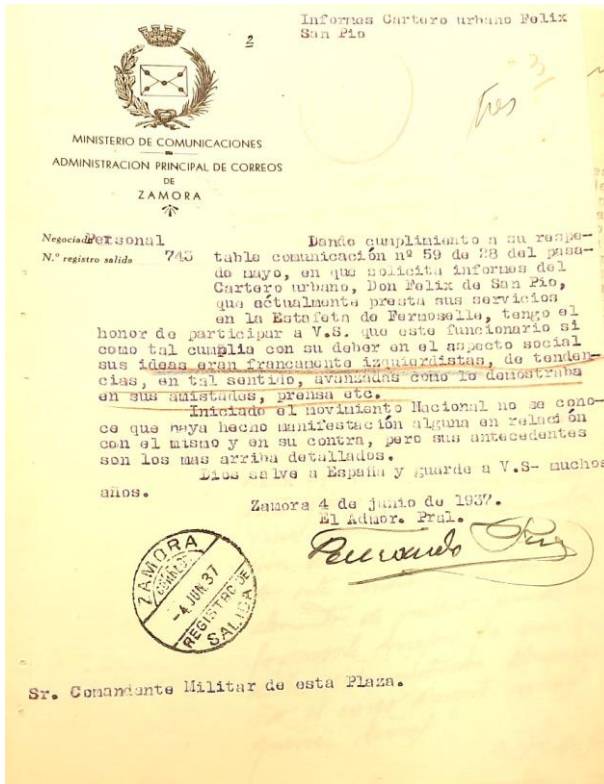 Informes Cartero urbano Felix
San Pio
2
3
tres
MINISTERIO DE COMUNICACIONES
ADMINISTRACION PRINCIPAL DE CORREOS
DE
ZAMORA
Negociado Personal
N.º registro salida 743
Dando cumplimiento a su respe-
table comunicación nº 59 de 28 del pasa-
do mayo, en que solicita informes del
Cartero urbano, Don Felix de San Pio,
que actualmente presta sus servicios
en la Estafeta de Fermoselle, tengo el
honor de participar a V.S. que este funcionario si
como tal cumplia con su deber en el aspecto social
sus ideas eran francamente izquierdistas, de tenden-
cias, en tal sentido, avanzadas como lo demostraba
en sus amistades, prensa etc.
Iniciado el movimiento Nacional no se cono-
ce que haya hecho manifestación alguna en relación
con el mismo y en su contra, pero sus antecedentes
son los mas arriba detallados.
Dios salve a España y guarde a V.S- muchos
años.
Zamora 4 de junio de 1937.
El Admor. Pral.
Fernando
ZAMORA
CORREOS
-4 JUN 37
REGISTRO DE
SALIDA
Sr. Comandante Militar de esta Plaza.